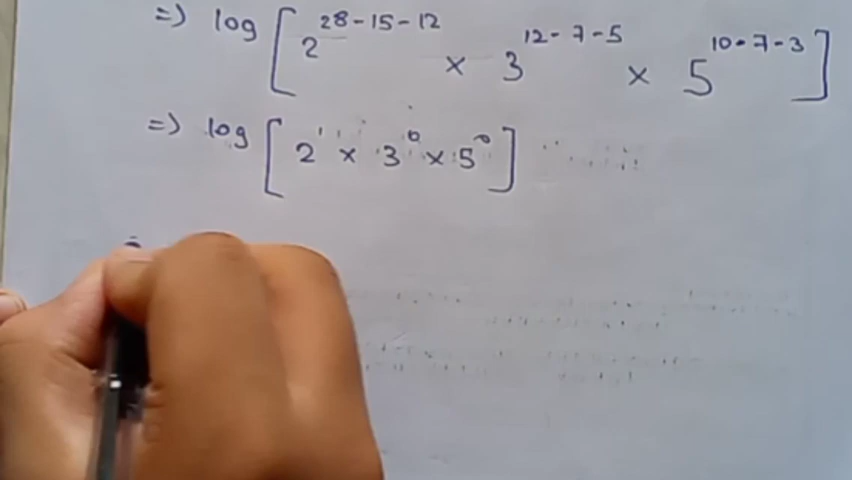 => log [ 2^28-15-12 × 3^12-7-5 × 5^10-7-3 ]
=> log [ 2^1 × 3^0 × 5^0 ]